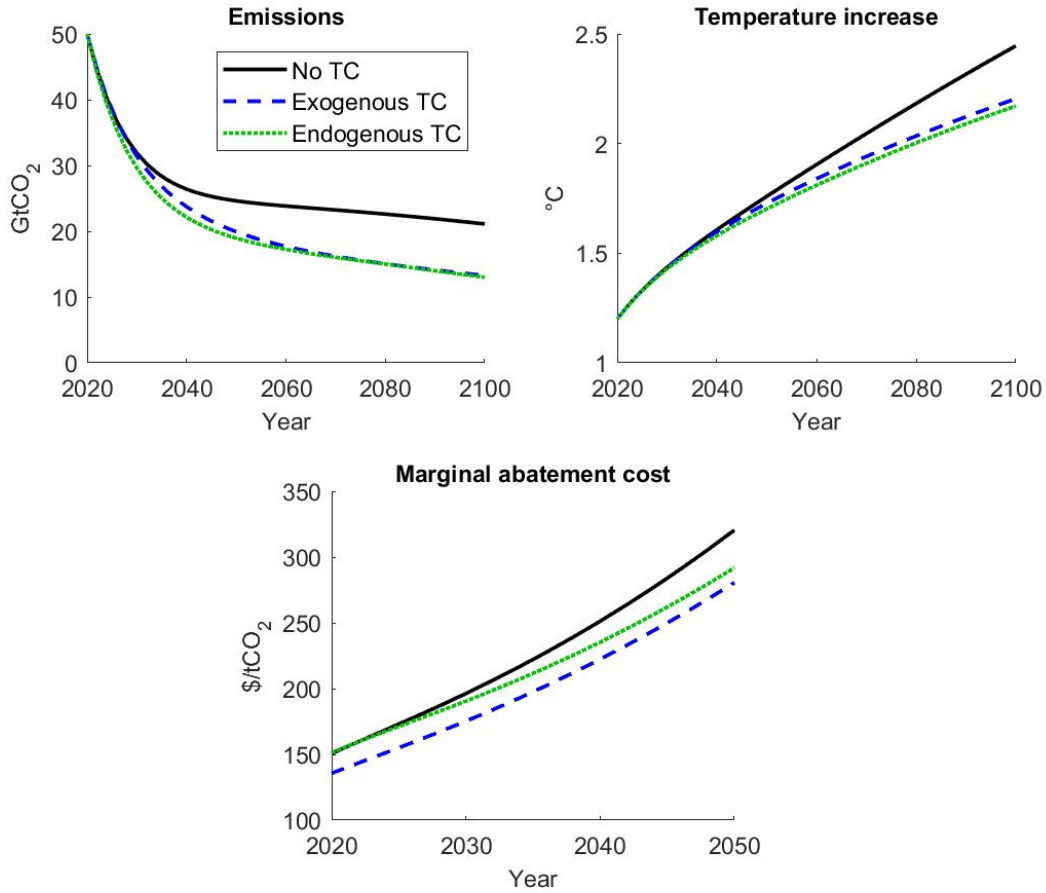 Emissions
50
40
30
20
10
0
GtCO2
2020 2040 2060 2080 2100
Year
No TC
Exogenous TC
Endogenous TC
Temperature increase
2.5
2
1.5
1
°C
2020 2040 2060 2080 2100
Year
Marginal abatement cost
350
300
250
200
150
100
$/tCO2
2020 2030 2040 2050
Year